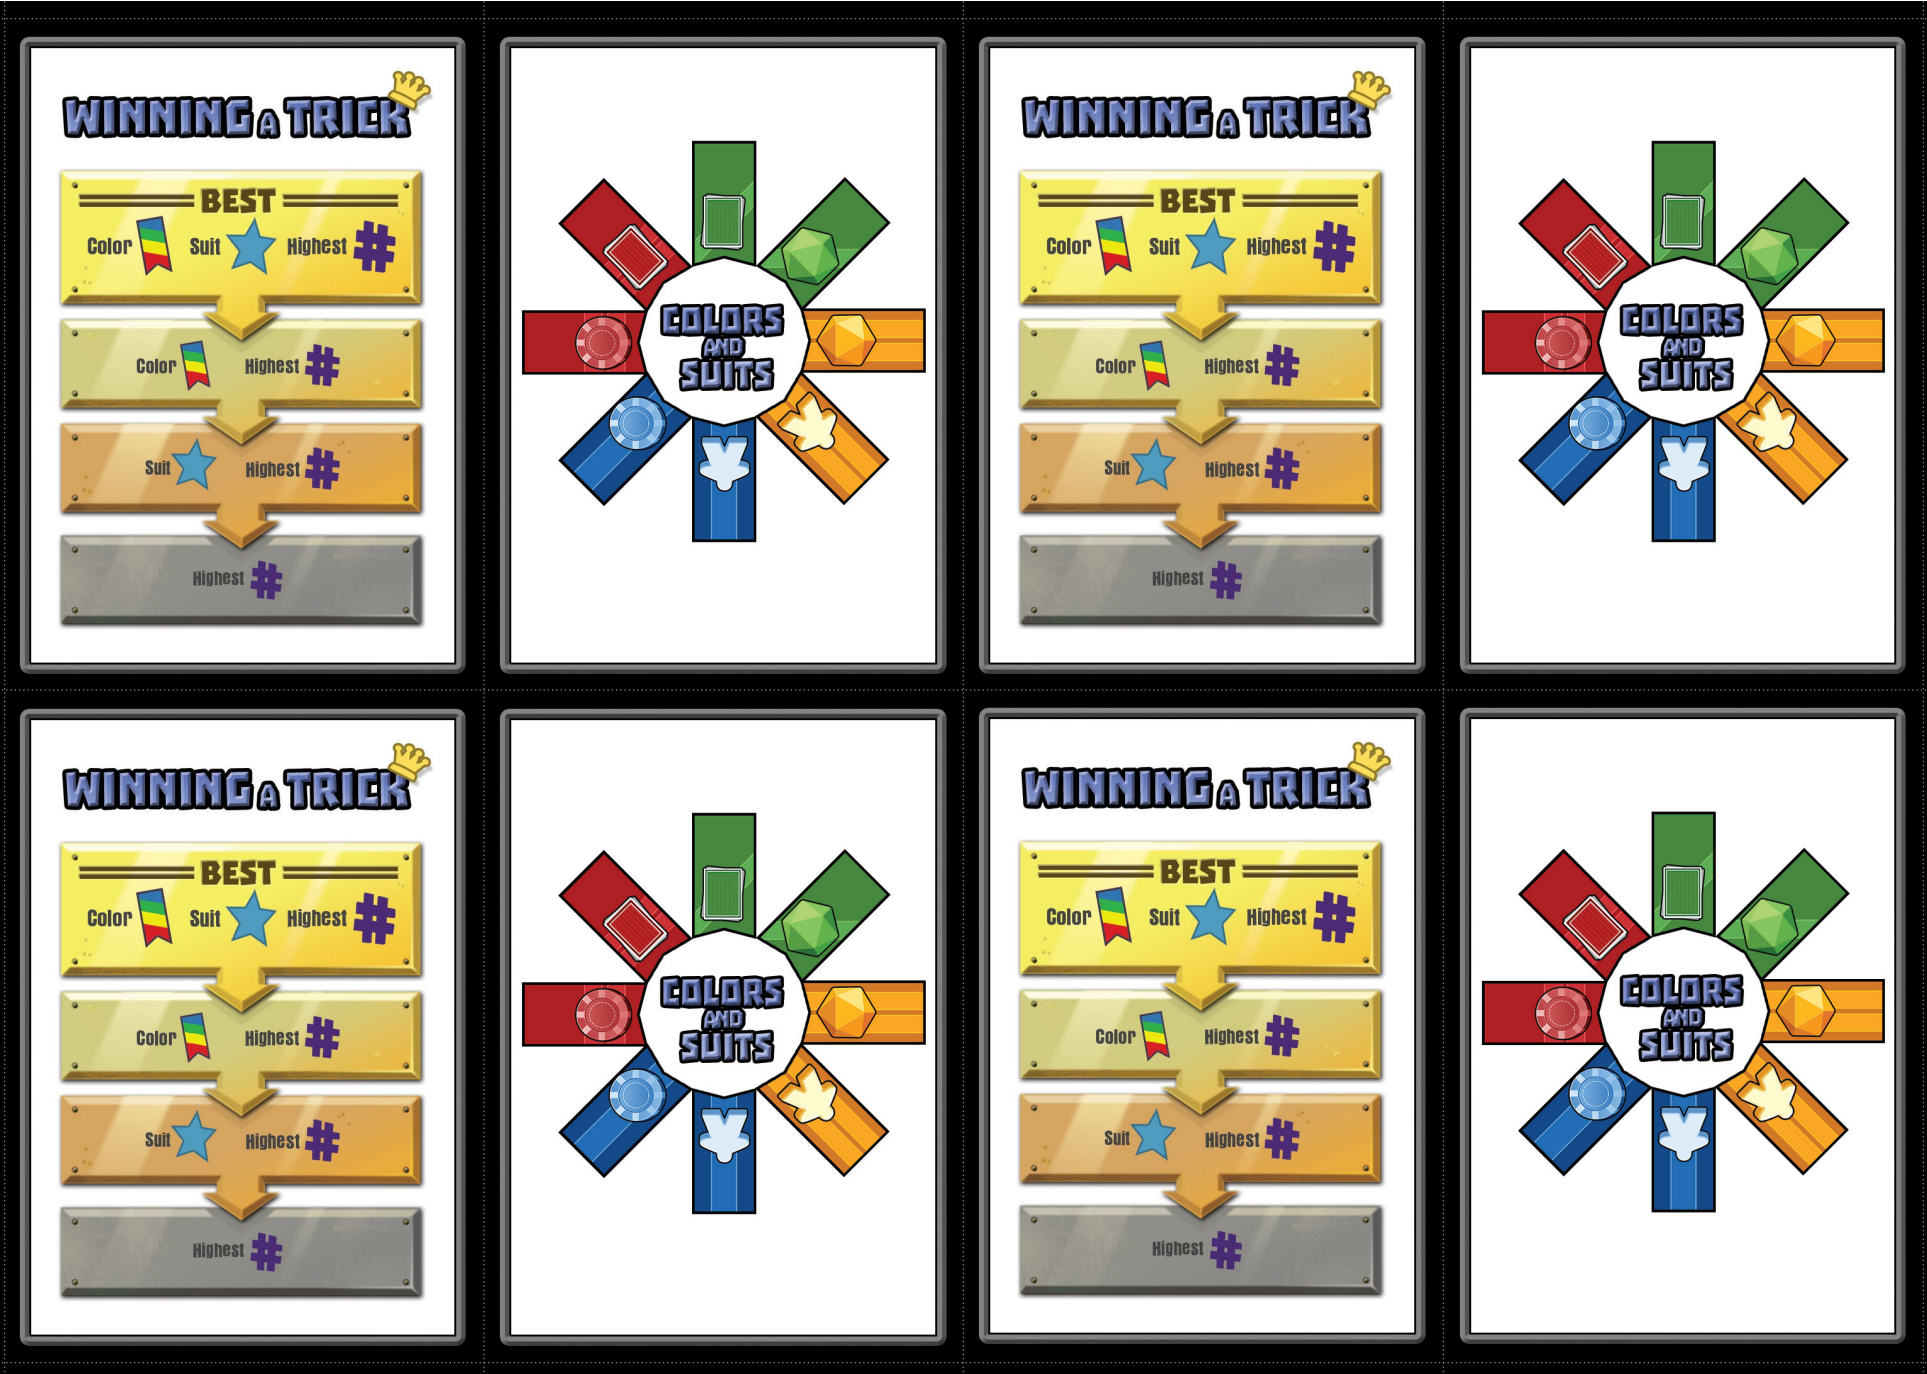 WINNING A TRICK
BEST
Color Suit Highest #
Color Highest #
Suit Highest #
Highest #
COLORS
AND
SUITS
WINNING A TRICK
BEST
Color Suit Highest #
Color Highest #
Suit Highest #
Highest #
COLORS
AND
SUITS
WINNING A TRICK
BEST
Color Suit Highest #
Color Highest #
Suit Highest #
Highest #
COLORS
AND
SUITS
WINNING A TRICK
BEST
Color Suit Highest #
Color Highest #
Suit Highest #
Highest #
COLORS
AND
SUITS